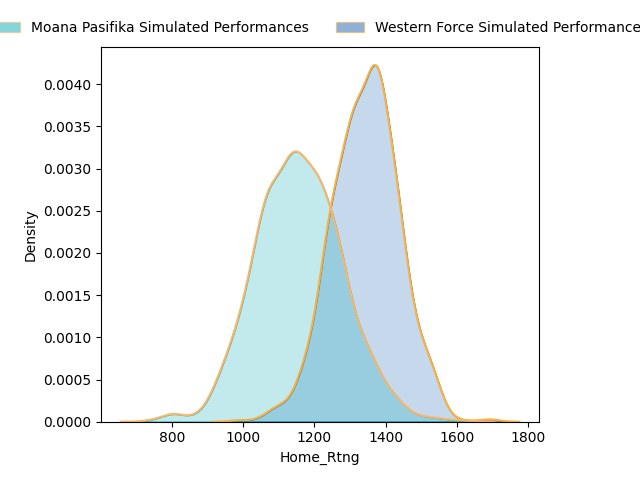 Moana Pasifika Simulated Performances
Western Force Simulated Performance
0.0040
0.0035
0.0030
0.0025
0.0020
0.0015
0.0010
0.0005
0.0000
Density
800 1000 1200 1400 1600 1800
Home_Rtng